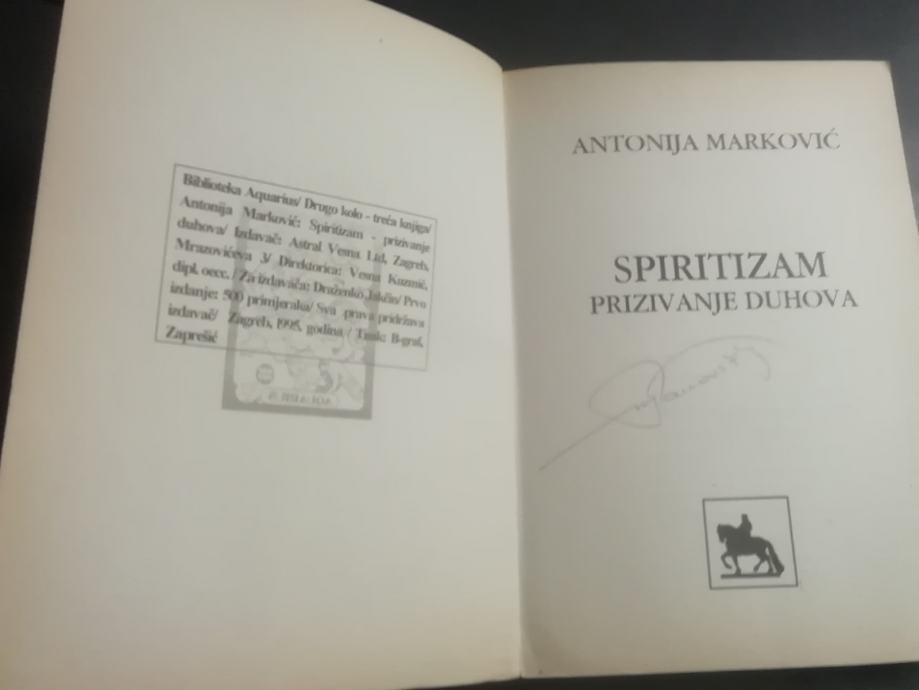 Biblioteka Aquarius/ Drugo kolo - treća knjiga/
Antonija Marković: Spiritizam - prizivanje
duhova/ Izdavač: Astral Vesna Ltd, Zagreb,
Mrazovićeva 3/ Direktorica: Vesna Kuzmić,
dipl. oecc. / Za izdavača: Draženko Jakčin/ Prvo
izdanje: 500 primjeraka/ Sva prava pridržava
izdavač/ Zagreb, 1995. godina / Tisak: B-graf,
Zaprešić
ANTONIJA MARKOVIĆ
SPIRITIZAM
PRIZIVANJE DUHOVA